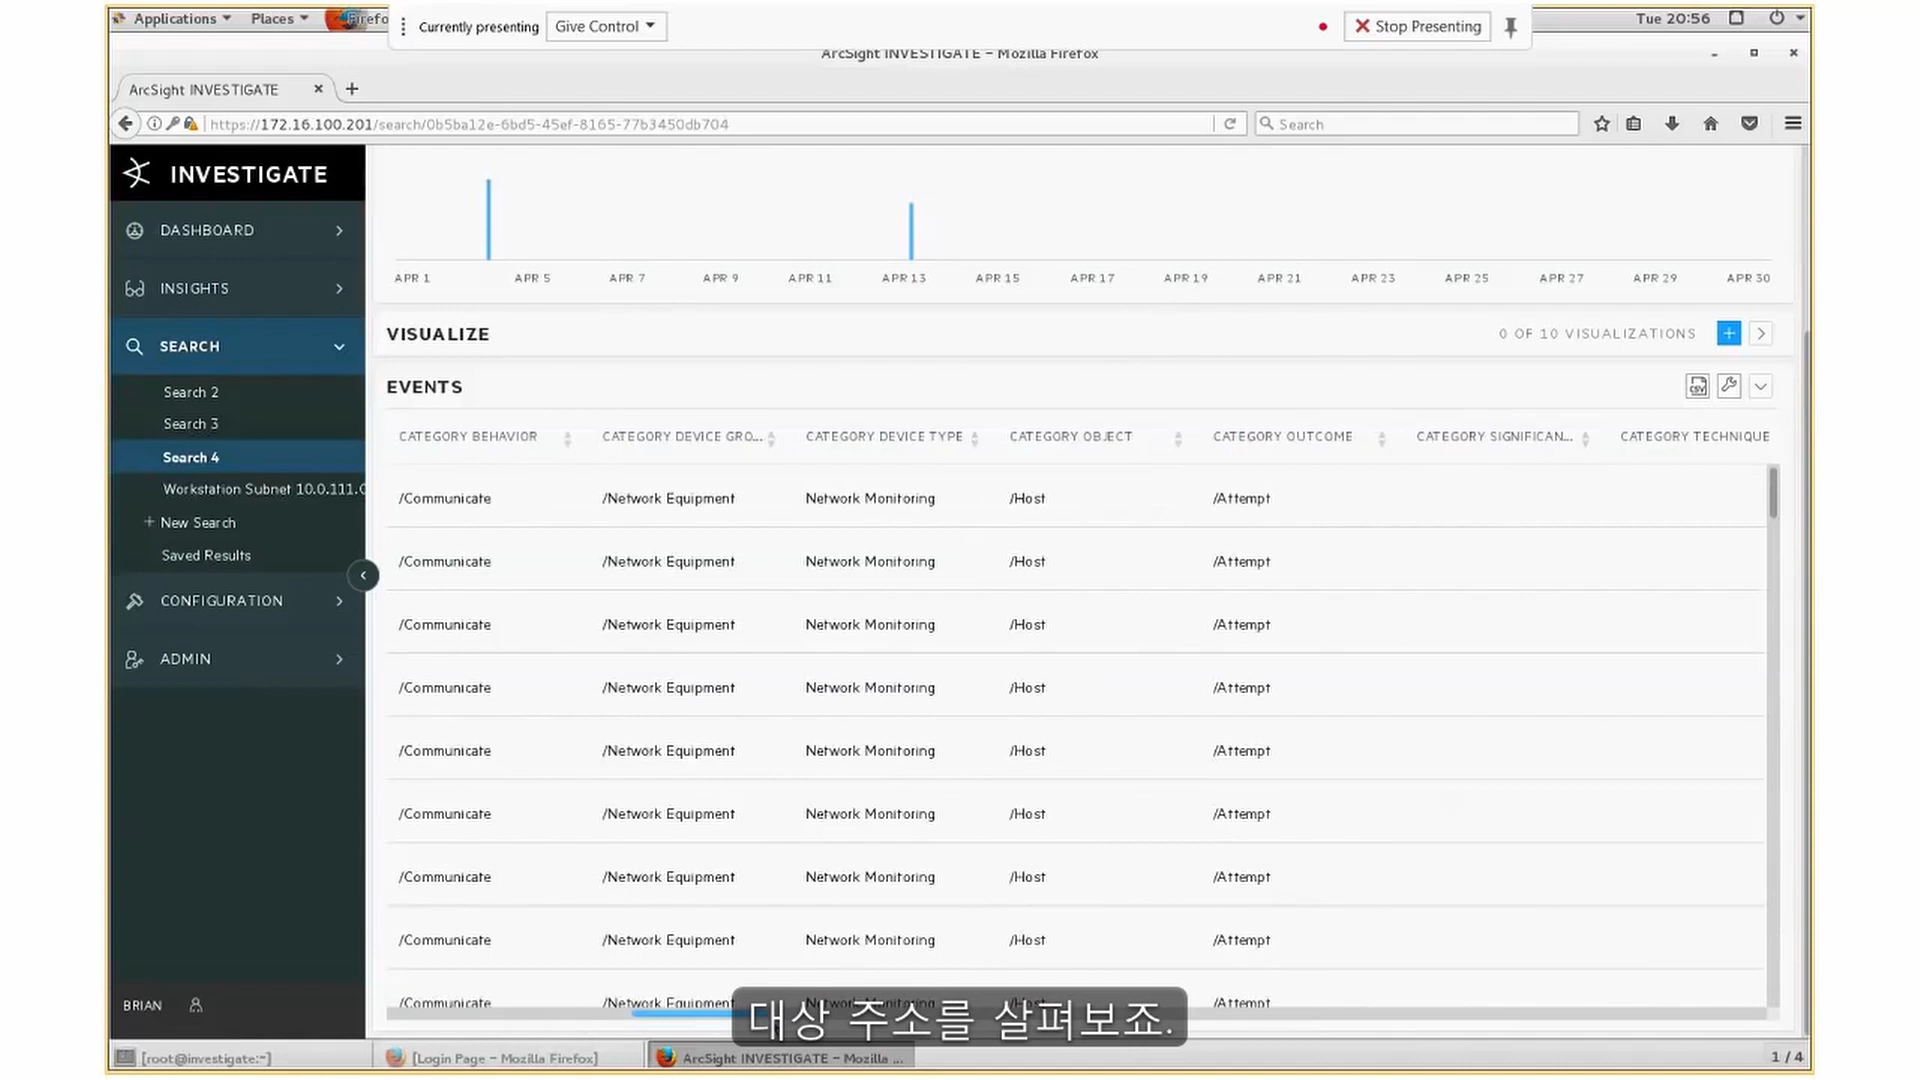 Applications
Places
Firefo
Currently presenting
Give Control
Stop Presenting
Tue 20:56
ArcSight INVESTIGATE - Mozilla Firefox
ArcSight INVESTIGATE
https://172.16.100.201/search/0b5ba12e-6bd5-45ef-8165-77b3450db704
Search
INVESTIGATE
DASHBOARD
INSIGHTS
SEARCH
Search 2
Search 3
Search 4
Workstation Subnet 10.0.111.0
+ New Search
Saved Results
CONFIGURATION
ADMIN
BRIAN
APR 1 APR 5 APR 7 APR 9 APR 11 APR 13 APR 15 APR 17 APR 19 APR 21 APR 23 APR 25 APR 27 APR 29 APR 30
VISUALIZE
0 OF 10 VISUALIZATIONS
EVENTS
CSV
CATEGORY BEHAVIOR CATEGORY DEVICE GRO... CATEGORY DEVICE TYPE CATEGORY OBJECT CATEGORY OUTCOME CATEGORY SIGNIFICAN... CATEGORY TECHNIQUE
/Communicate /Network Equipment Network Monitoring /Host /Attempt
/Communicate /Network Equipment Network Monitoring /Host /Attempt
/Communicate /Network Equipment Network Monitoring /Host /Attempt
/Communicate /Network Equipment Network Monitoring /Host /Attempt
/Communicate /Network Equipment Network Monitoring /Host /Attempt
/Communicate /Network Equipment Network Monitoring /Host /Attempt
/Communicate /Network Equipment Network Monitoring /Host /Attempt
/Communicate /Network Equipment Network Monitoring /Host /Attempt
/Communicate /Network Equipment /Attempt
대상 주소를 살펴보죠.
[root@investigate:~]
[Login Page - Mozilla Firefox]
ArcSight INVESTIGATE - Mozilla ...
1 / 4